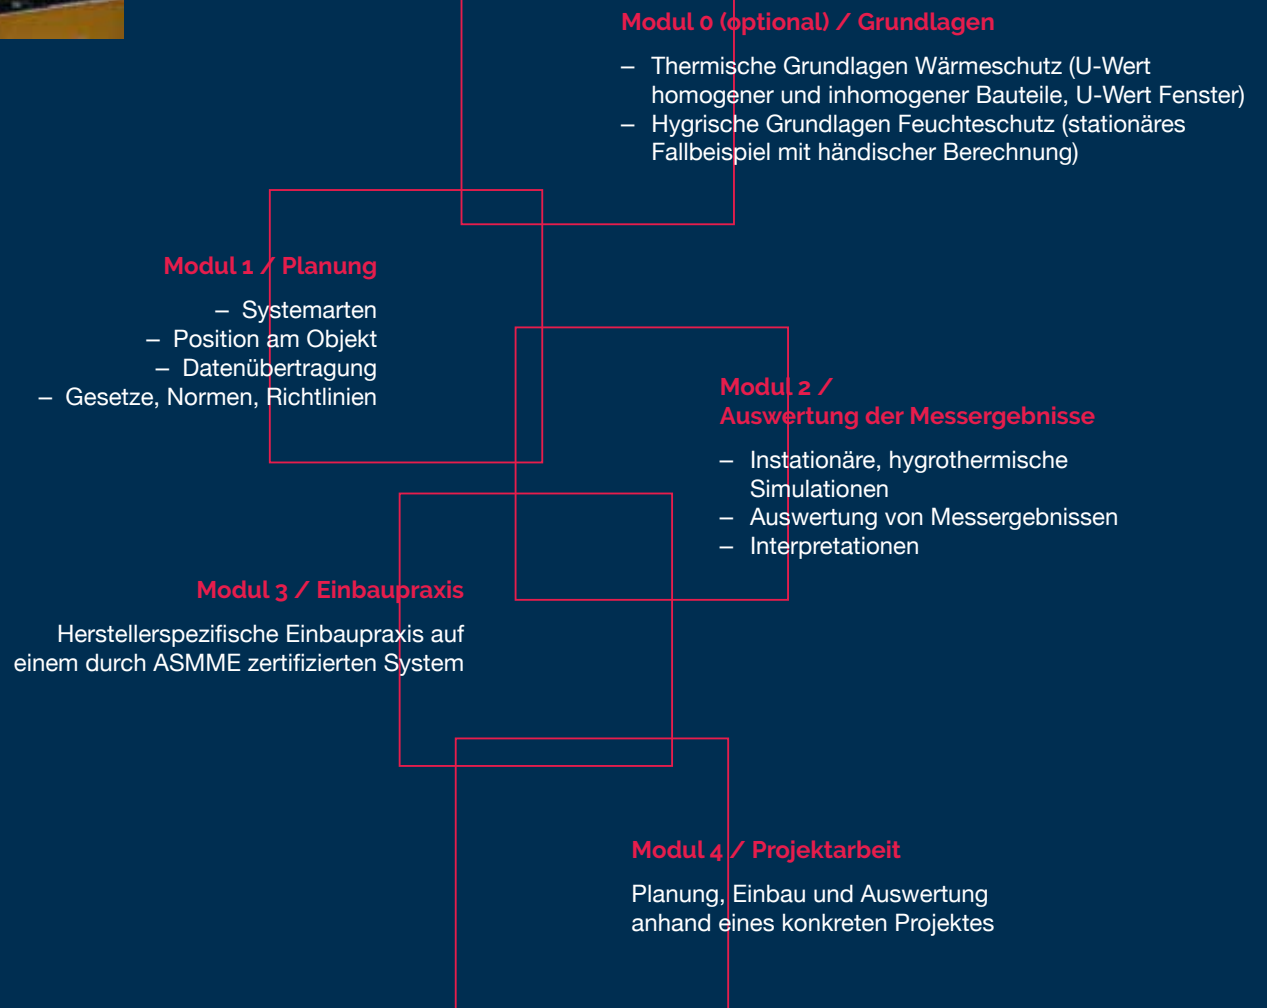 Modul 0 (optional) / Grundlagen
– Thermische Grundlagen Wärmeschutz (U-Wert
homogener und inhomogener Bauteile, U-Wert Fenster)
– Hygrische Grundlagen Feuchteschutz (stationäres
Fallbeispiel mit händischer Berechnung)
Modul 1 / Planung
– Systemarten
– Position am Objekt
– Datenübertragung
– Gesetze, Normen, Richtlinien
Modul 2 /
Auswertung der Messergebnisse
– Instationäre, hygrothermische
Simulationen
– Auswertung von Messergebnissen
– Interpretationen
Modul 3 / Einbaupraxis
Herstellerspezifische Einbaupraxis auf
einem durch ASMME zertifizierten System
Modul 4 / Projektarbeit
Planung, Einbau und Auswertung
anhand eines konkreten Projektes